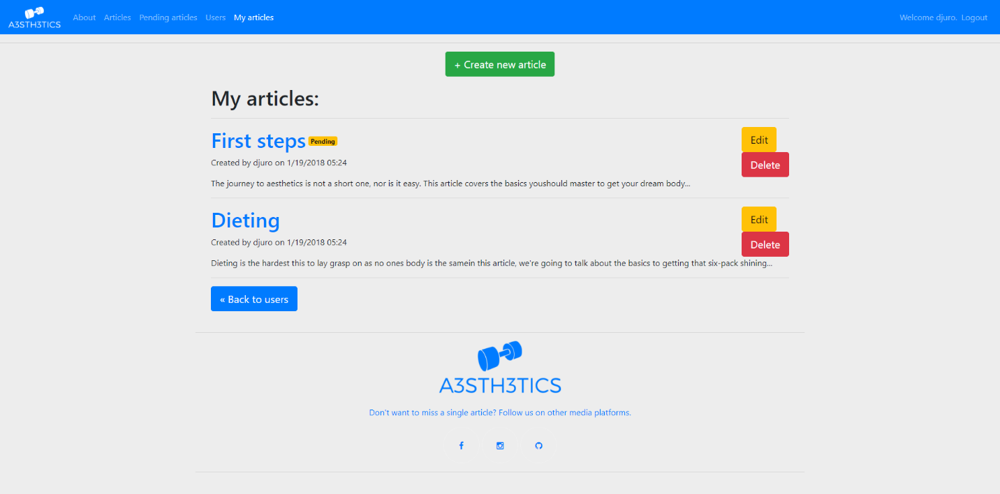 A3STH3TICS
About Articles Pending articles Users My articles Welcome djuro. Logout
+ Create new article
My articles:
First steps Pending
Edit
Created by djuro on 1/19/2018 05:24
Delete
The journey to aesthetics is not a short one, nor is it easy. This article covers the basics youshould master to get your dream body...
Dieting
Edit
Created by djuro on 1/19/2018 05:24
Delete
Dieting is the hardest this to lay grasp on as no ones body is the samein this article, we're going to talk about the basics to getting that six-pack shining...
« Back to users
A3STH3TICS
Don't want to miss a single article? Follow us on other media platforms.